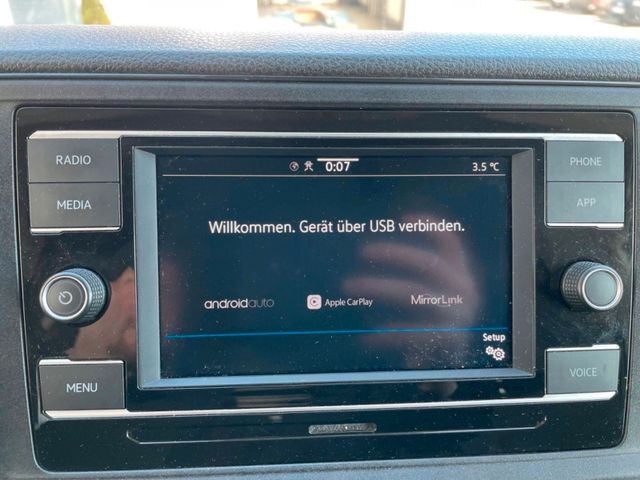 RADIO
MEDIA
MENU
0:07
3.5 °C
Willkommen. Gerät über USB verbinden.
androidauto
Apple CarPlay
MirrorLink
Setup
PHONE
APP
VOICE